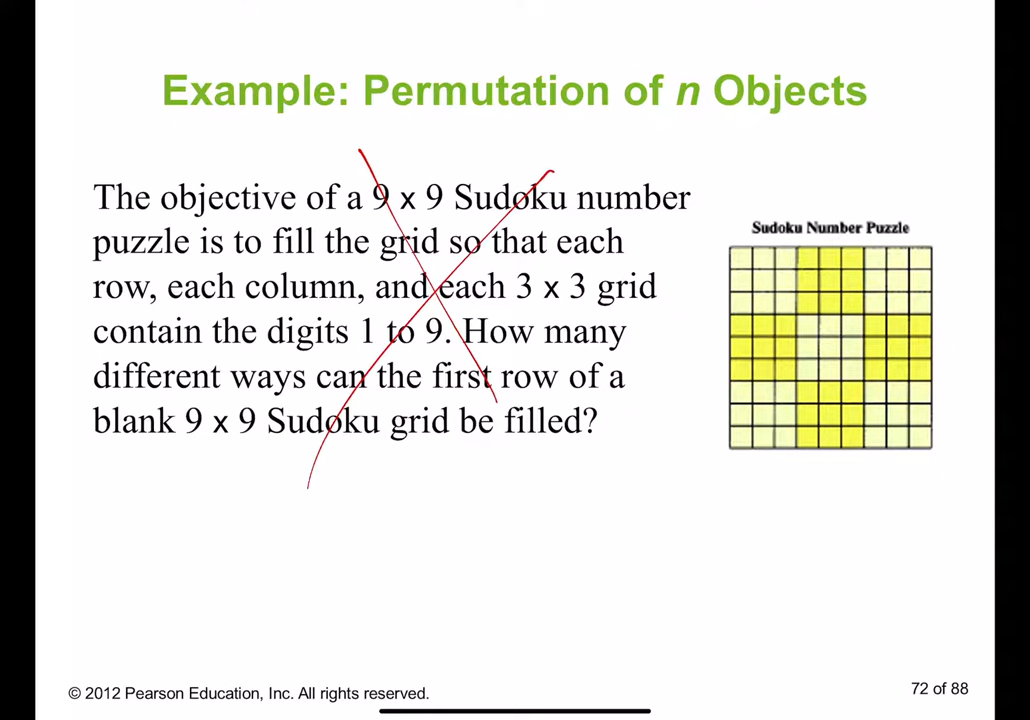 Example: Permutation of n Objects
The objective of a 9 x 9 Sudoku number
puzzle is to fill the grid so that each
row, each column, and each 3 x 3 grid
contain the digits 1 to 9. How many
different ways can the first row of a
blank 9 x 9 Sudoku grid be filled?
Sudoku Number Puzzle
© 2012 Pearson Education, Inc. All rights reserved.
72 of 88